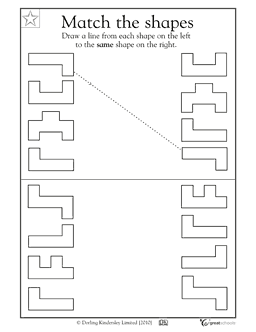 Match the shapes
Draw a line from each shape on the left
to the same shape on the right.
© Dorling Kindersley Limited [2010]
DK
greatschools